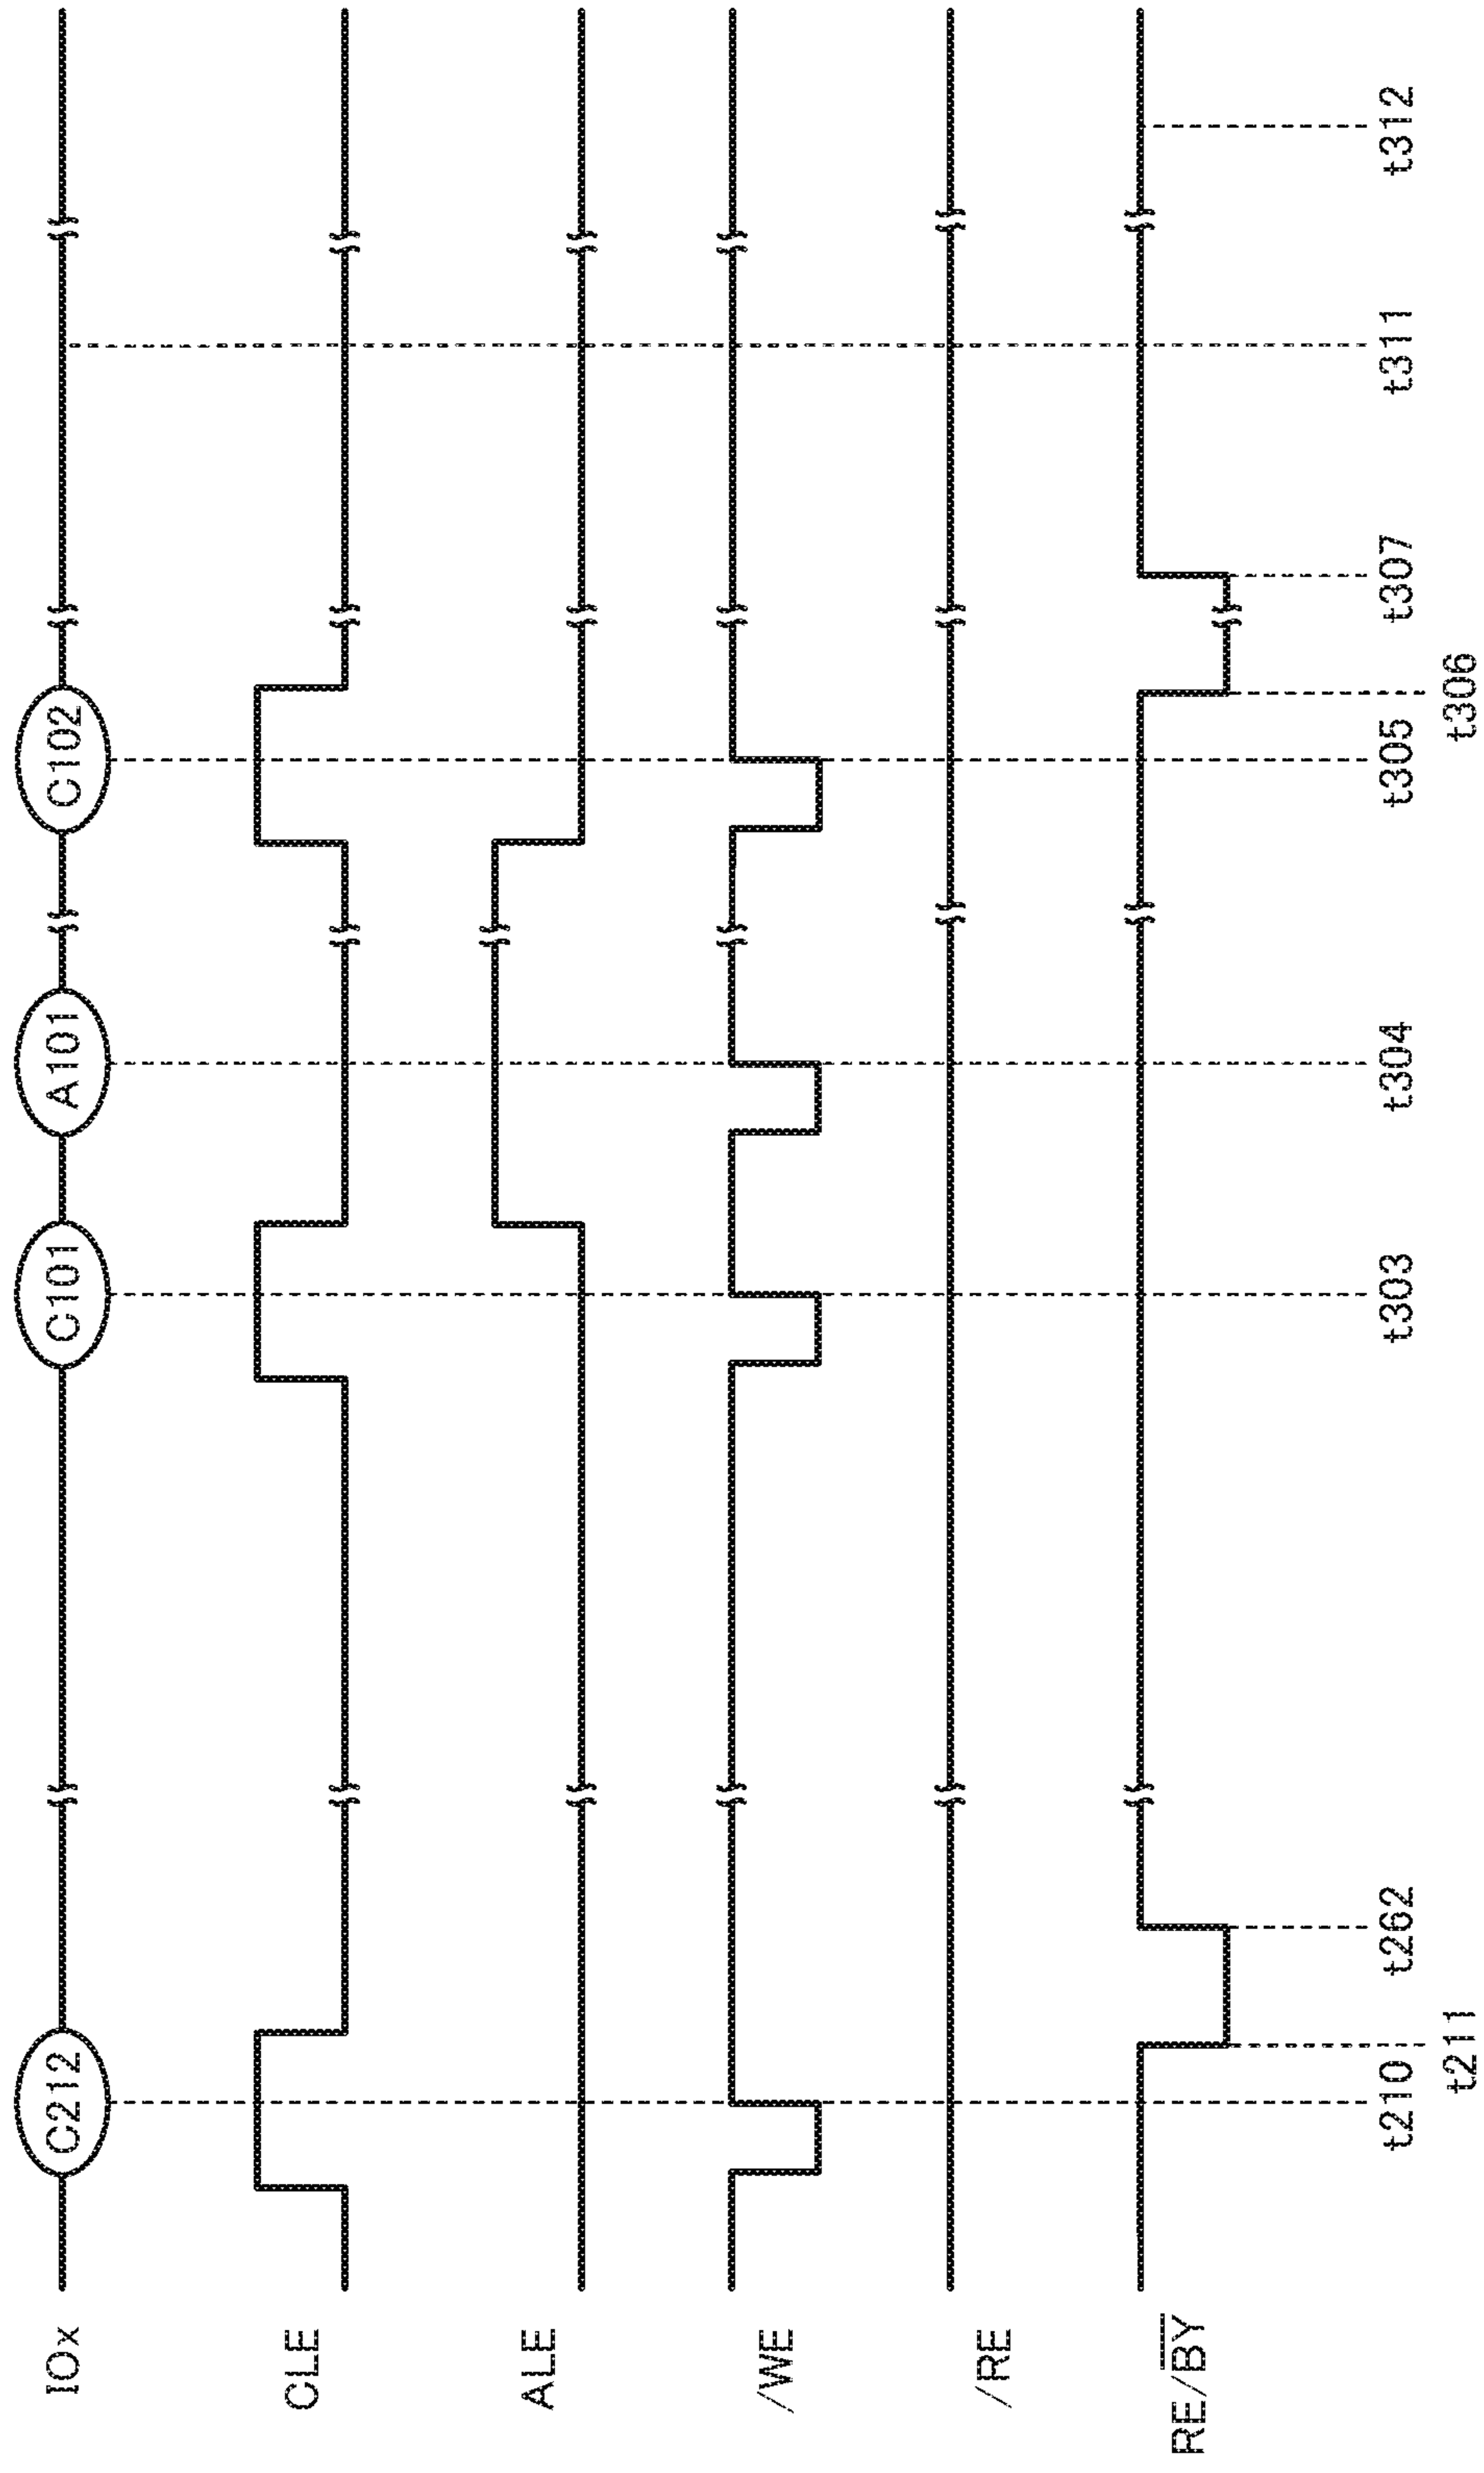 IOx
C212
C101
A101
C102
CLE
ALE
/WE
/RE
RE/B̅Y̅
t210
t262
t303
t304
t305
t307
t311
t312
t211
t306